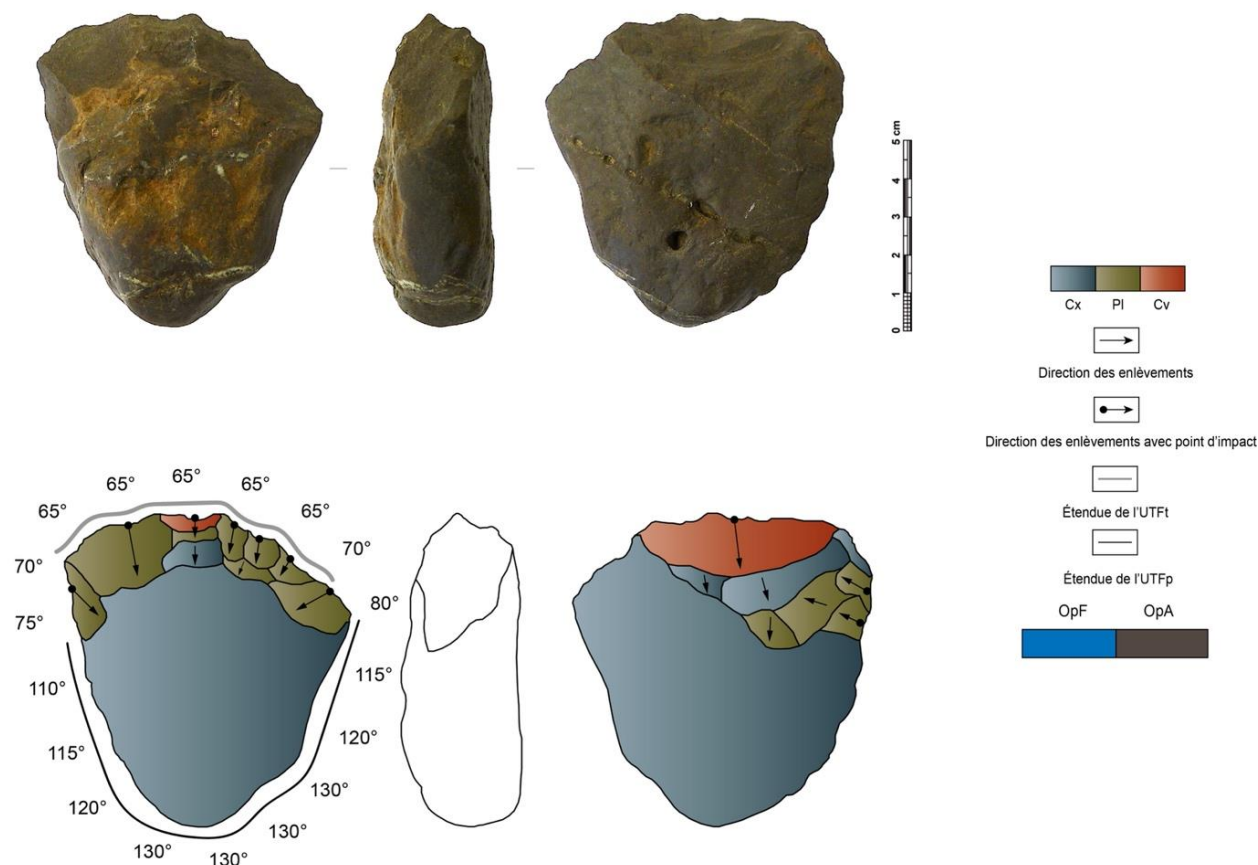 5 cm
4
3
2
1
0
Cx Pl Cv
Direction des enlèvements
Direction des enlèvements avec point d'impact
Étendue de l'UTFt
Étendue de l'UTFp
OpF OpA
65°
65° 65°
65° 65°
70° 70°
75° 80°
110° 115°
115° 120°
120° 130°
130° 130° 130°